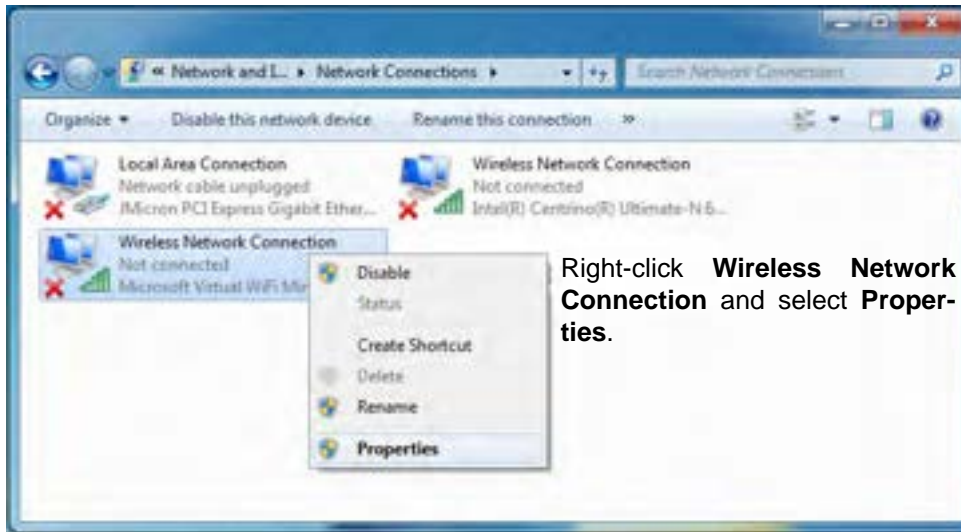 « Network and I... ▸ Network Connections ▸
Search Network Connections
Organize ▾ Disable this network device Rename this connection »
Local Area Connection
Network cable unplugged
JMicron PCI Express Gigabit Ether...
Wireless Network Connection
Not connected
Intel(R) Centrino(R) Ultimate-N 6...
Wireless Network Connection
Not connected
Microsoft Virtual WiFi Min
Disable
Status
Create Shortcut
Delete
Rename
Properties
Right-click Wireless Network
Connection and select Proper-
ties.